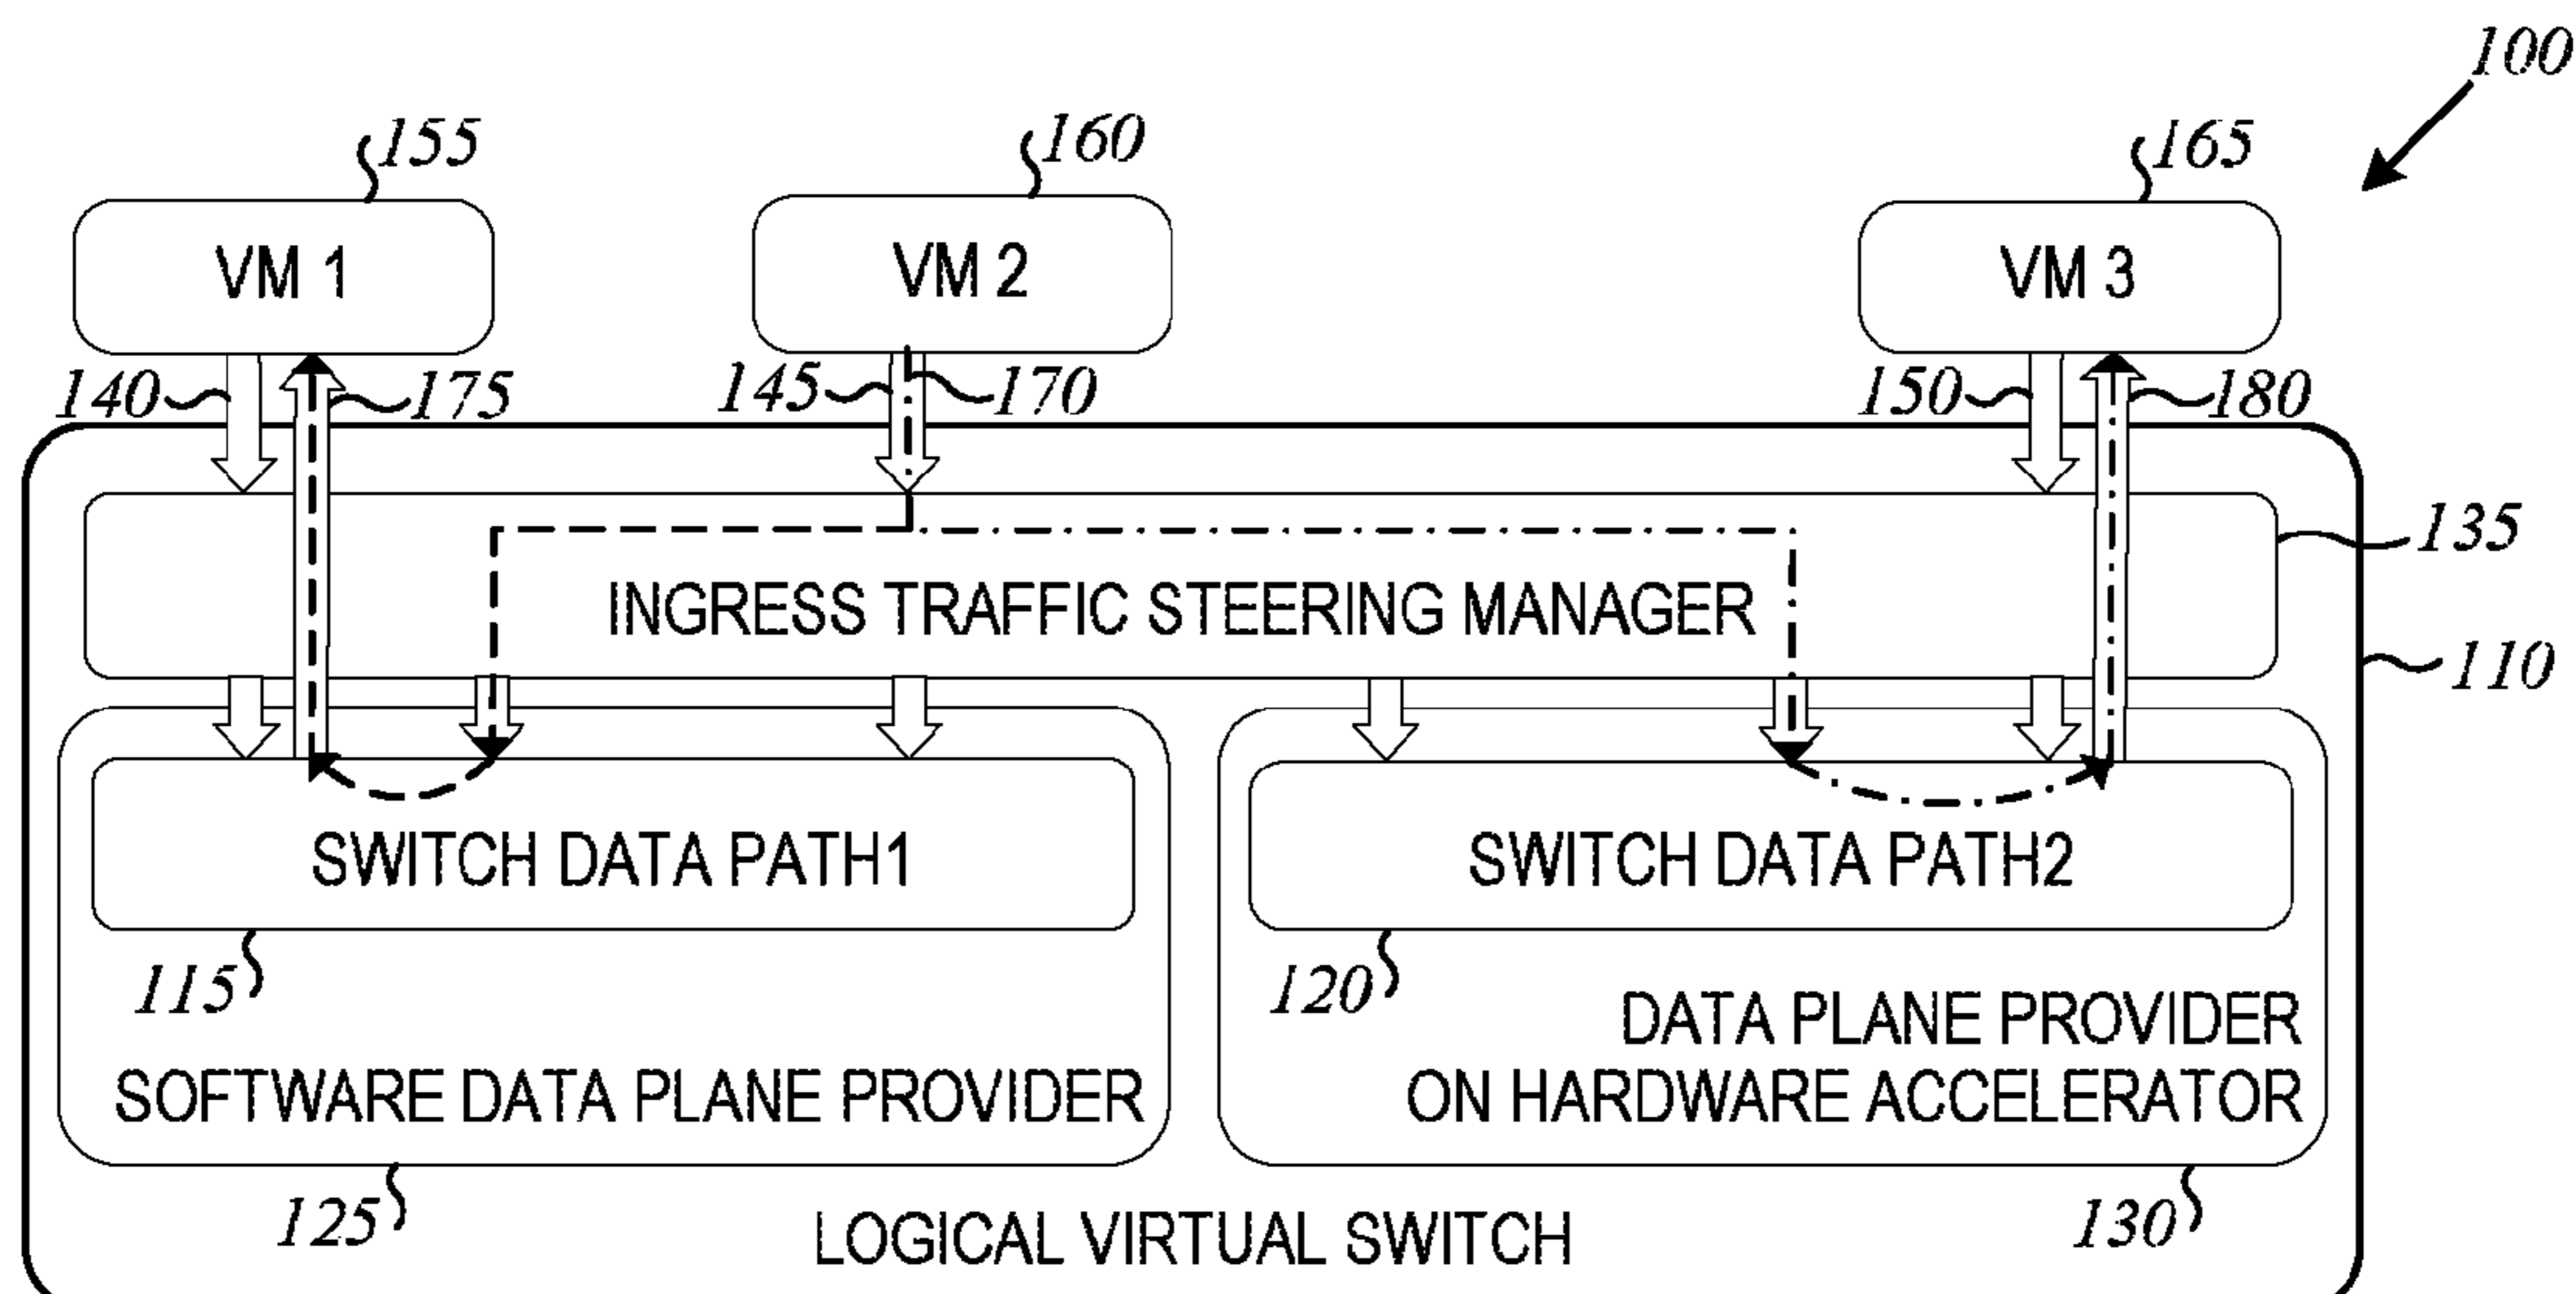 100
155
160
165
VM 1
VM 2
VM 3
140
175
145
170
150
180
135
INGRESS TRAFFIC STEERING MANAGER
110
SWITCH DATA PATH1
SWITCH DATA PATH2
115
120
DATA PLANE PROVIDER
SOFTWARE DATA PLANE PROVIDER
ON HARDWARE ACCELERATOR
125
130
LOGICAL VIRTUAL SWITCH